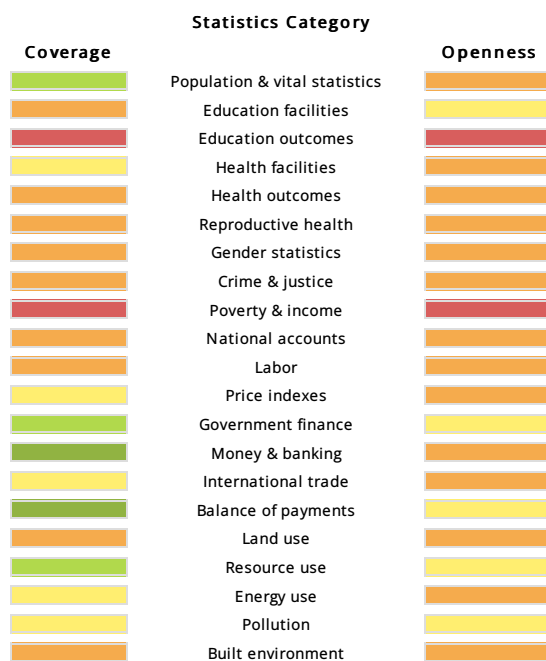 Statistics Category
Coverage
Openness
Population & vital statistics
Education facilities
Education outcomes
Health facilities
Health outcomes
Reproductive health
Gender statistics
Crime & justice
Poverty & income
National accounts
Labor
Price indexes
Government finance
Money & banking
International trade
Balance of payments
Land use
Resource use
Energy use
Pollution
Built environment